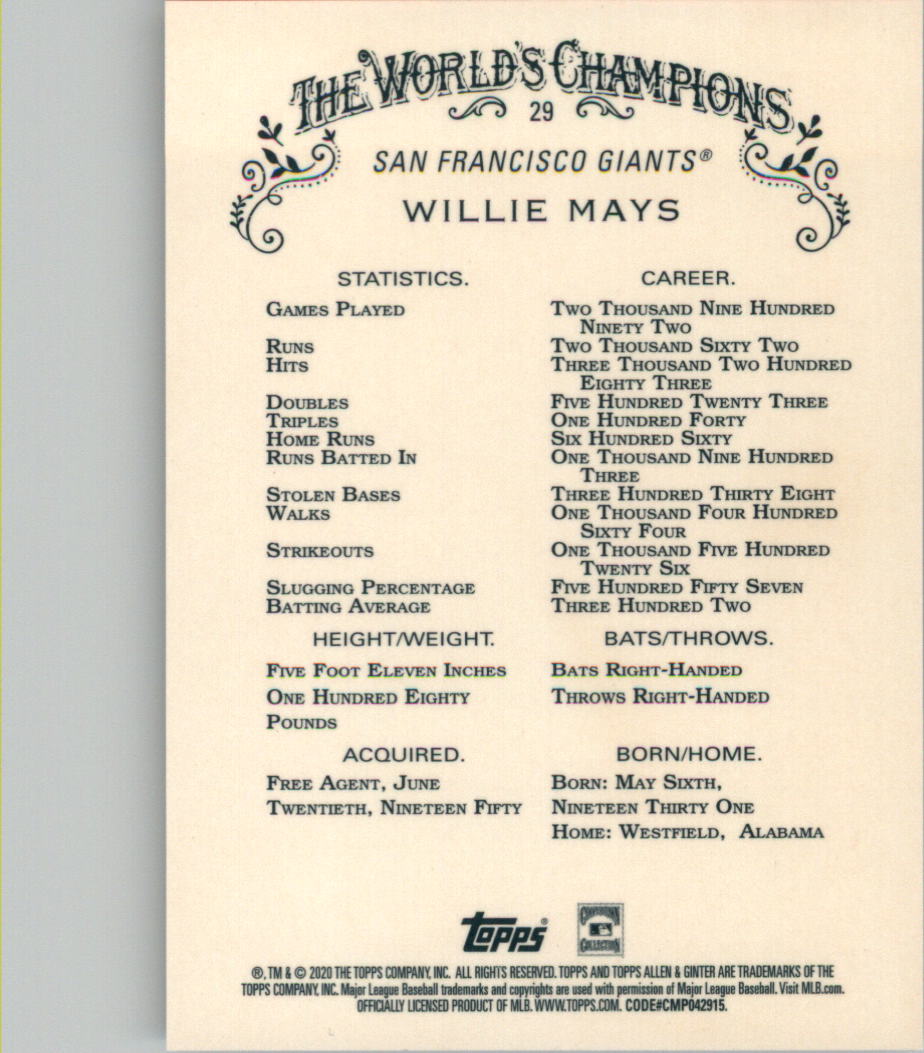 THE WORLD'S CHAMPIONS
29
SAN FRANCISCO GIANTS®
WILLIE MAYS
STATISTICS. CAREER.
GAMES PLAYED TWO THOUSAND NINE HUNDRED
NINETY TWO
RUNS TWO THOUSAND SIXTY TWO
HITS THREE THOUSAND TWO HUNDRED
EIGHTY THREE
DOUBLES FIVE HUNDRED TWENTY THREE
TRIPLES ONE HUNDRED FORTY
HOME RUNS SIX HUNDRED SIXTY
RUNS BATTED IN ONE THOUSAND NINE HUNDRED
THREE
STOLEN BASES THREE HUNDRED THIRTY EIGHT
WALKS ONE THOUSAND FOUR HUNDRED
SIXTY FOUR
STRIKEOUTS ONE THOUSAND FIVE HUNDRED
TWENTY SIX
SLUGGING PERCENTAGE FIVE HUNDRED FIFTY SEVEN
BATTING AVERAGE THREE HUNDRED TWO
HEIGHT/WEIGHT. BATS/THROWS.
FIVE FOOT ELEVEN INCHES BATS RIGHT-HANDED
ONE HUNDRED EIGHTY THROWS RIGHT-HANDED
POUNDS
ACQUIRED. BORN/HOME.
FREE AGENT, JUNE BORN: MAY SIXTH,
TWENTIETH, NINETEEN FIFTY NINETEEN THIRTY ONE
HOME: WESTFIELD, ALABAMA
TOPPS® COOPERSTOWN
COLLECTION
®, TM & © 2020 THE TOPPS COMPANY, INC. ALL RIGHTS RESERVED. TOPPS AND TOPPS ALLEN & GINTER ARE TRADEMARKS OF THE
TOPPS COMPANY, INC. Major League Baseball trademarks and copyrights are used with permission of Major League Baseball. Visit MLB.com.
OFFICIALLY LICENSED PRODUCT OF MLB. WWW.TOPPS.COM. CODE#CMP042915.